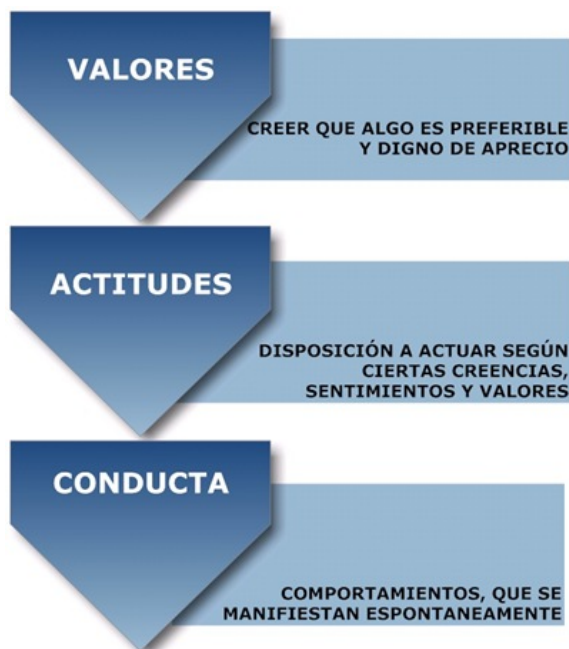 VALORES
CREER QUE ALGO ES PREFERIBLE
Y DIGNO DE APRECIO
ACTITUDES
DISPOSICIÓN A ACTUAR SEGÚN
CIERTAS CREENCIAS,
SENTIMIENTOS Y VALORES
CONDUCTA
COMPORTAMIENTOS, QUE SE
MANIFIESTAN ESPONTANEAMENTE